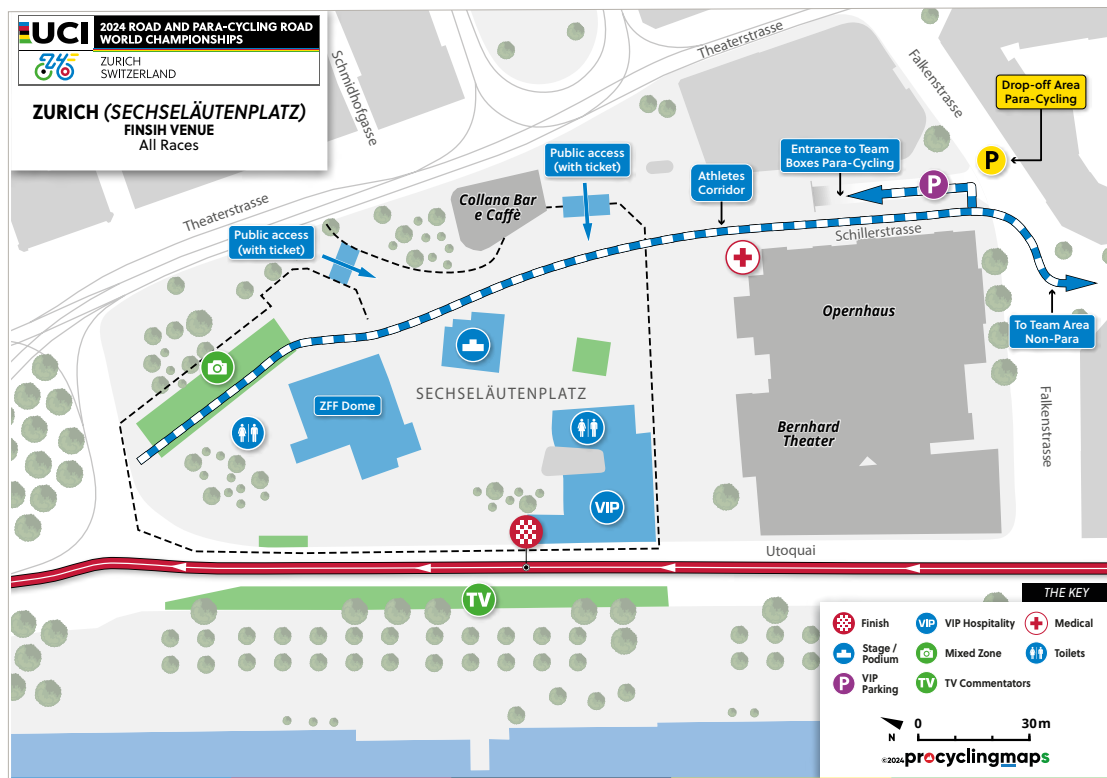 UCI
2024 ROAD AND PARA-CYCLING ROAD
WORLD CHAMPIONSHIPS
ZURICH
SWITZERLAND
ZURICH (SECHSELÄUTENPLATZ)
FINSIH VENUE
All Races
Schmidhofgasse
Theaterstrasse
Falkenstrasse
Drop-off Area
Para-Cycling
P
Public access
(with ticket)
Entrance to Team
Boxes Para-Cycling
P
Athletes
Corridor
Collana Bar
e Caffè
Theaterstrasse
Public access
(with ticket)
Schillerstrasse
Opernhaus
To Team Area
Non-Para
SECHSELÄUTENPLATZ
ZFF Dome
Bernhard
Theater
Falkenstrasse
VIP
Utoquai
TV
THE KEY
Finish
VIP
VIP Hospitality
Medical
Stage /
Podium
Mixed Zone
Toilets
P
VIP
Parking
TV
TV Commentators
N
0
30 m
©2024 procyclingmaps